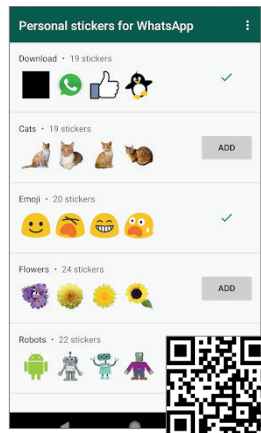 Personal stickers for WhatsApp
Download • 19 stickers
Cats • 19 stickers
ADD
Emoji • 20 stickers
Flowers • 24 stickers
ADD
Robots • 22 stickers